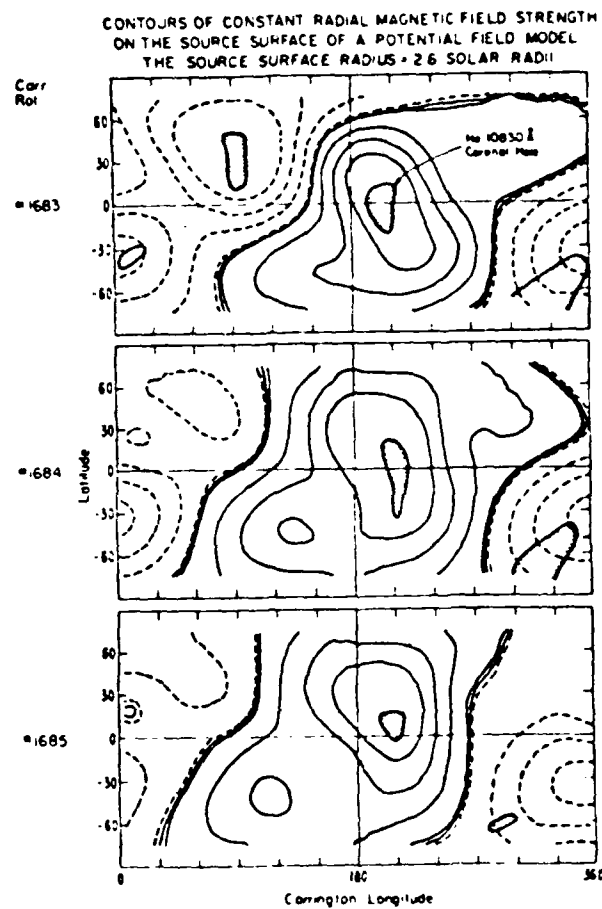 CONTOURS OF CONSTANT RADIAL MAGNETIC FIELD STRENGTH
ON THE SOURCE SURFACE OF A POTENTIAL FIELD MODEL
THE SOURCE SURFACE RADIUS = 2.6 SOLAR RADII
Carr
Rot
60
30
0
-30
-60
#1683
He 10830 Å
Coronal Hole
60
30
0
-30
-60
#1684
Latitude
60
30
0
-30
-60
#1685
0
180
360
Carrington Longitude